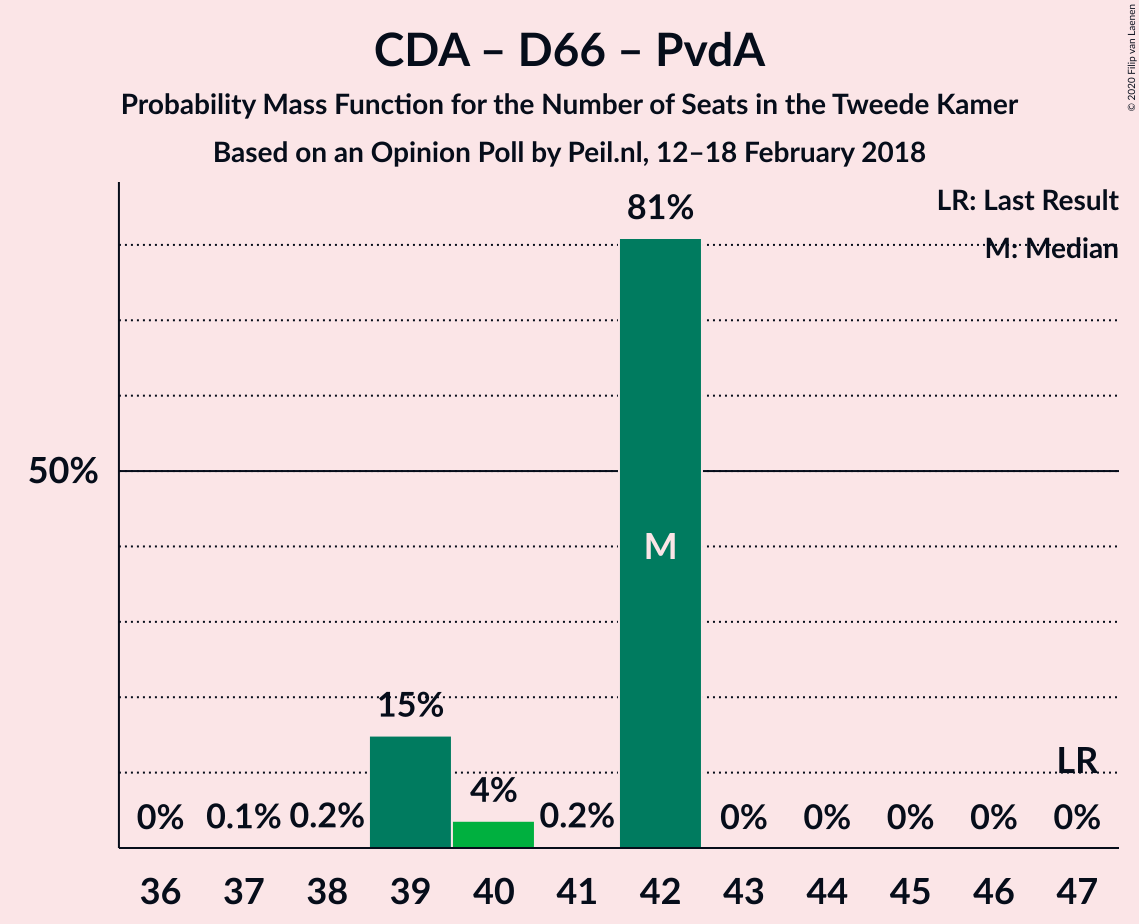 CDA – D66 – PvdA
Probability Mass Function for the Number of Seats in the Tweede Kamer
Based on an Opinion Poll by Peil.nl, 12–18 February 2018
© 2020 Filip van Laenen
LR: Last Result
M: Median
81%
50%
M
15%
LR
4%
0% 0.1% 0.2% 0.2% 0% 0% 0% 0% 0%
36 37 38 39 40 41 42 43 44 45 46 47